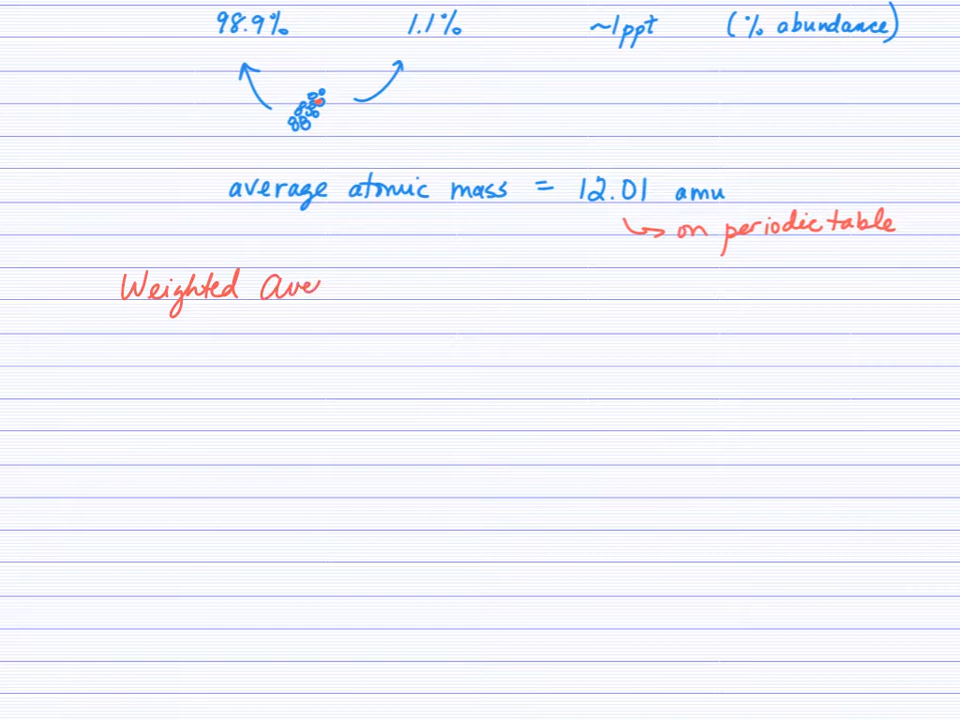 98.9% 1.1% ~1ppt (% abundance)
average atomic mass = 12.01 amu
on periodic table
Weighted Ave